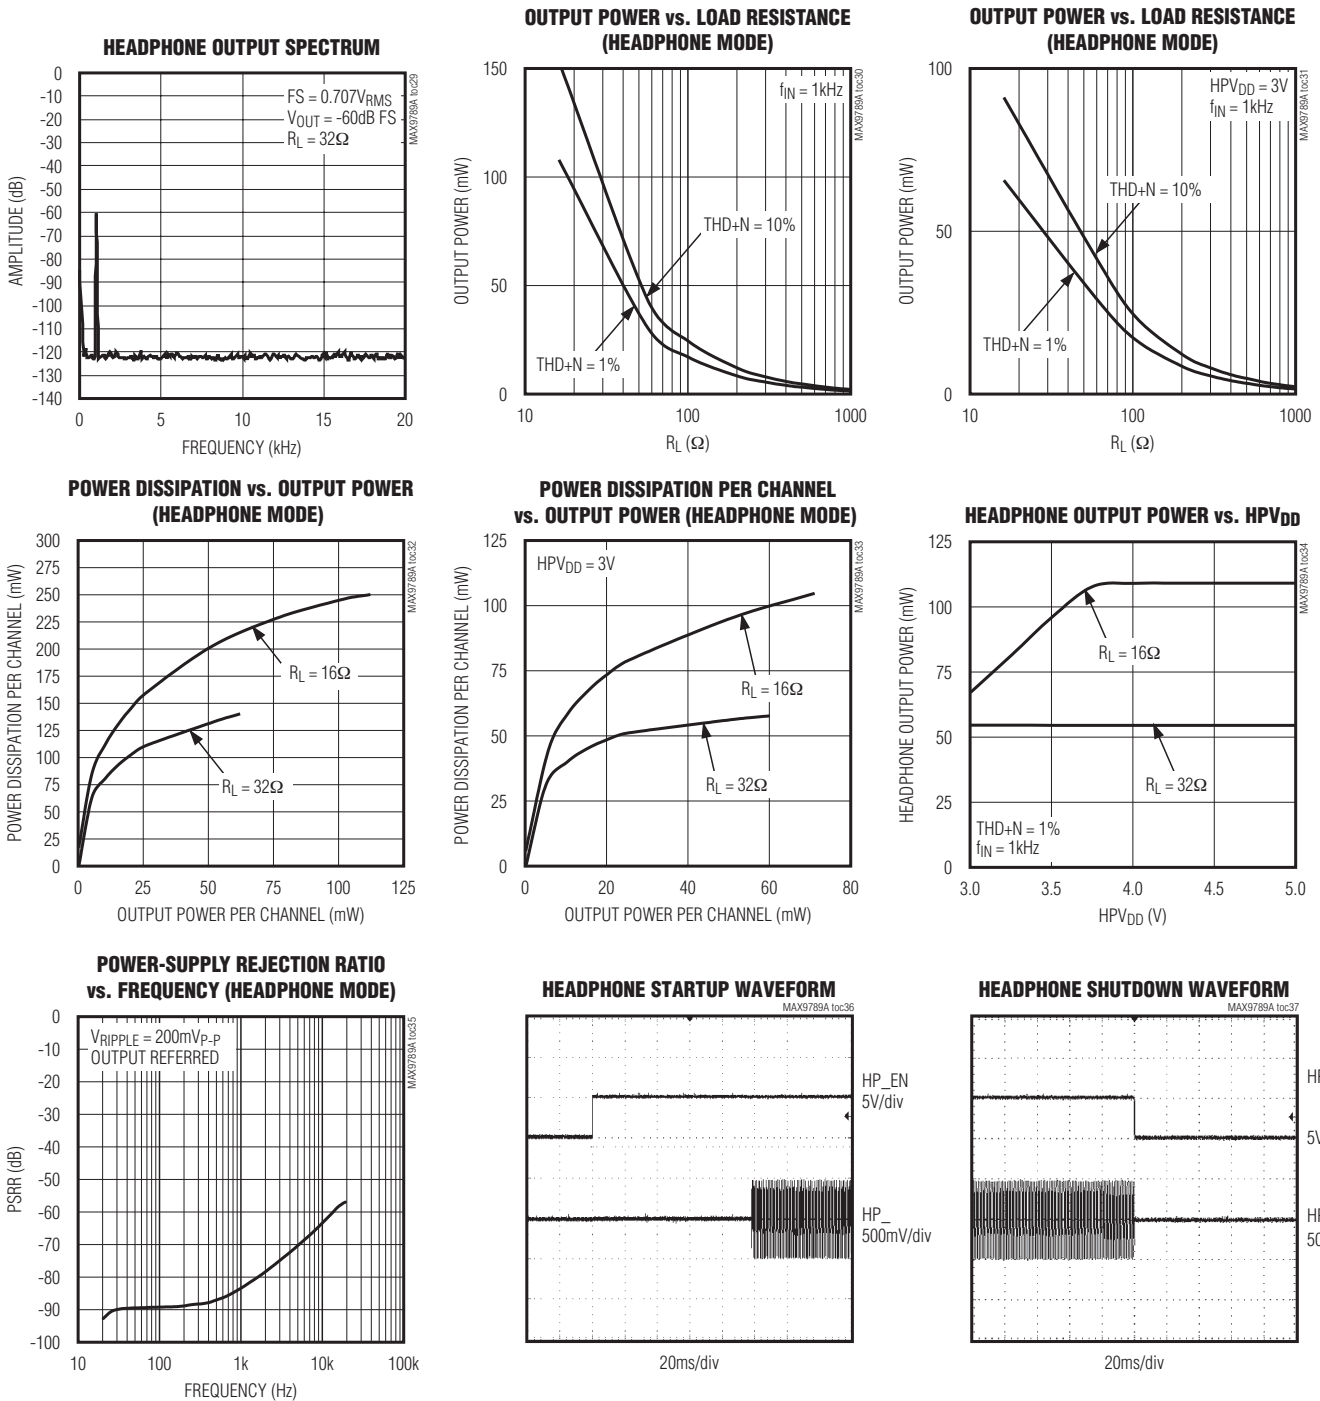 HEADPHONE OUTPUT SPECTRUM
0
-10
-20
-30
-40
-50
-60
-70
-80
-90
-100
-110
-120
-130
-140
AMPLITUDE (dB)
FS = 0.707VRMS
VOUT = -60dB FS
RL = 32Ω
MAX9789A toc29
0 5 10 15 20
FREQUENCY (kHz)
OUTPUT POWER vs. LOAD RESISTANCE
(HEADPHONE MODE)
150
100
50
0
OUTPUT POWER (mW)
fIN = 1kHz
THD+N = 10%
THD+N = 1%
MAX9789A toc30
10 100 1000
RL (Ω)
OUTPUT POWER vs. LOAD RESISTANCE
(HEADPHONE MODE)
100
50
0
OUTPUT POWER (mW)
HPVDD = 3V
fIN = 1kHz
THD+N = 10%
THD+N = 1%
MAX9789A toc31
10 100 1000
RL (Ω)
POWER DISSIPATION vs. OUTPUT POWER
(HEADPHONE MODE)
300
275
250
225
200
175
150
125
100
75
50
25
0
POWER DISSIPATION PER CHANNEL (mW)
RL = 16Ω
RL = 32Ω
MAX9789A toc32
0 25 50 75 100 125
OUTPUT POWER PER CHANNEL (mW)
POWER DISSIPATION PER CHANNEL
vs. OUTPUT POWER (HEADPHONE MODE)
125
100
75
50
25
0
POWER DISSIPATION PER CHANNEL (mW)
HPVDD = 3V
RL = 16Ω
RL = 32Ω
MAX9789A toc33
0 20 40 60 80
OUTPUT POWER PER CHANNEL (mW)
HEADPHONE OUTPUT POWER vs. HPVDD
125
100
75
50
25
0
HEADPHONE OUTPUT POWER (mW)
RL = 16Ω
RL = 32Ω
THD+N = 1%
fIN = 1kHz
MAX9789A toc34
3.0 3.5 4.0 4.5 5.0
HPVDD (V)
POWER-SUPPLY REJECTION RATIO
vs. FREQUENCY (HEADPHONE MODE)
0
-10
-20
-30
-40
-50
-60
-70
-80
-90
-100
PSRR (dB)
VRIPPLE = 200mVP-P
OUTPUT REFERRED
MAX9789A toc35
10 100 1k 10k 100k
FREQUENCY (Hz)
HEADPHONE STARTUP WAVEFORM
MAX9789A toc36
HP_EN
5V/div
HP_
500mV/div
20ms/div
HEADPHONE SHUTDOWN WAVEFORM
MAX9789A toc37
20ms/div